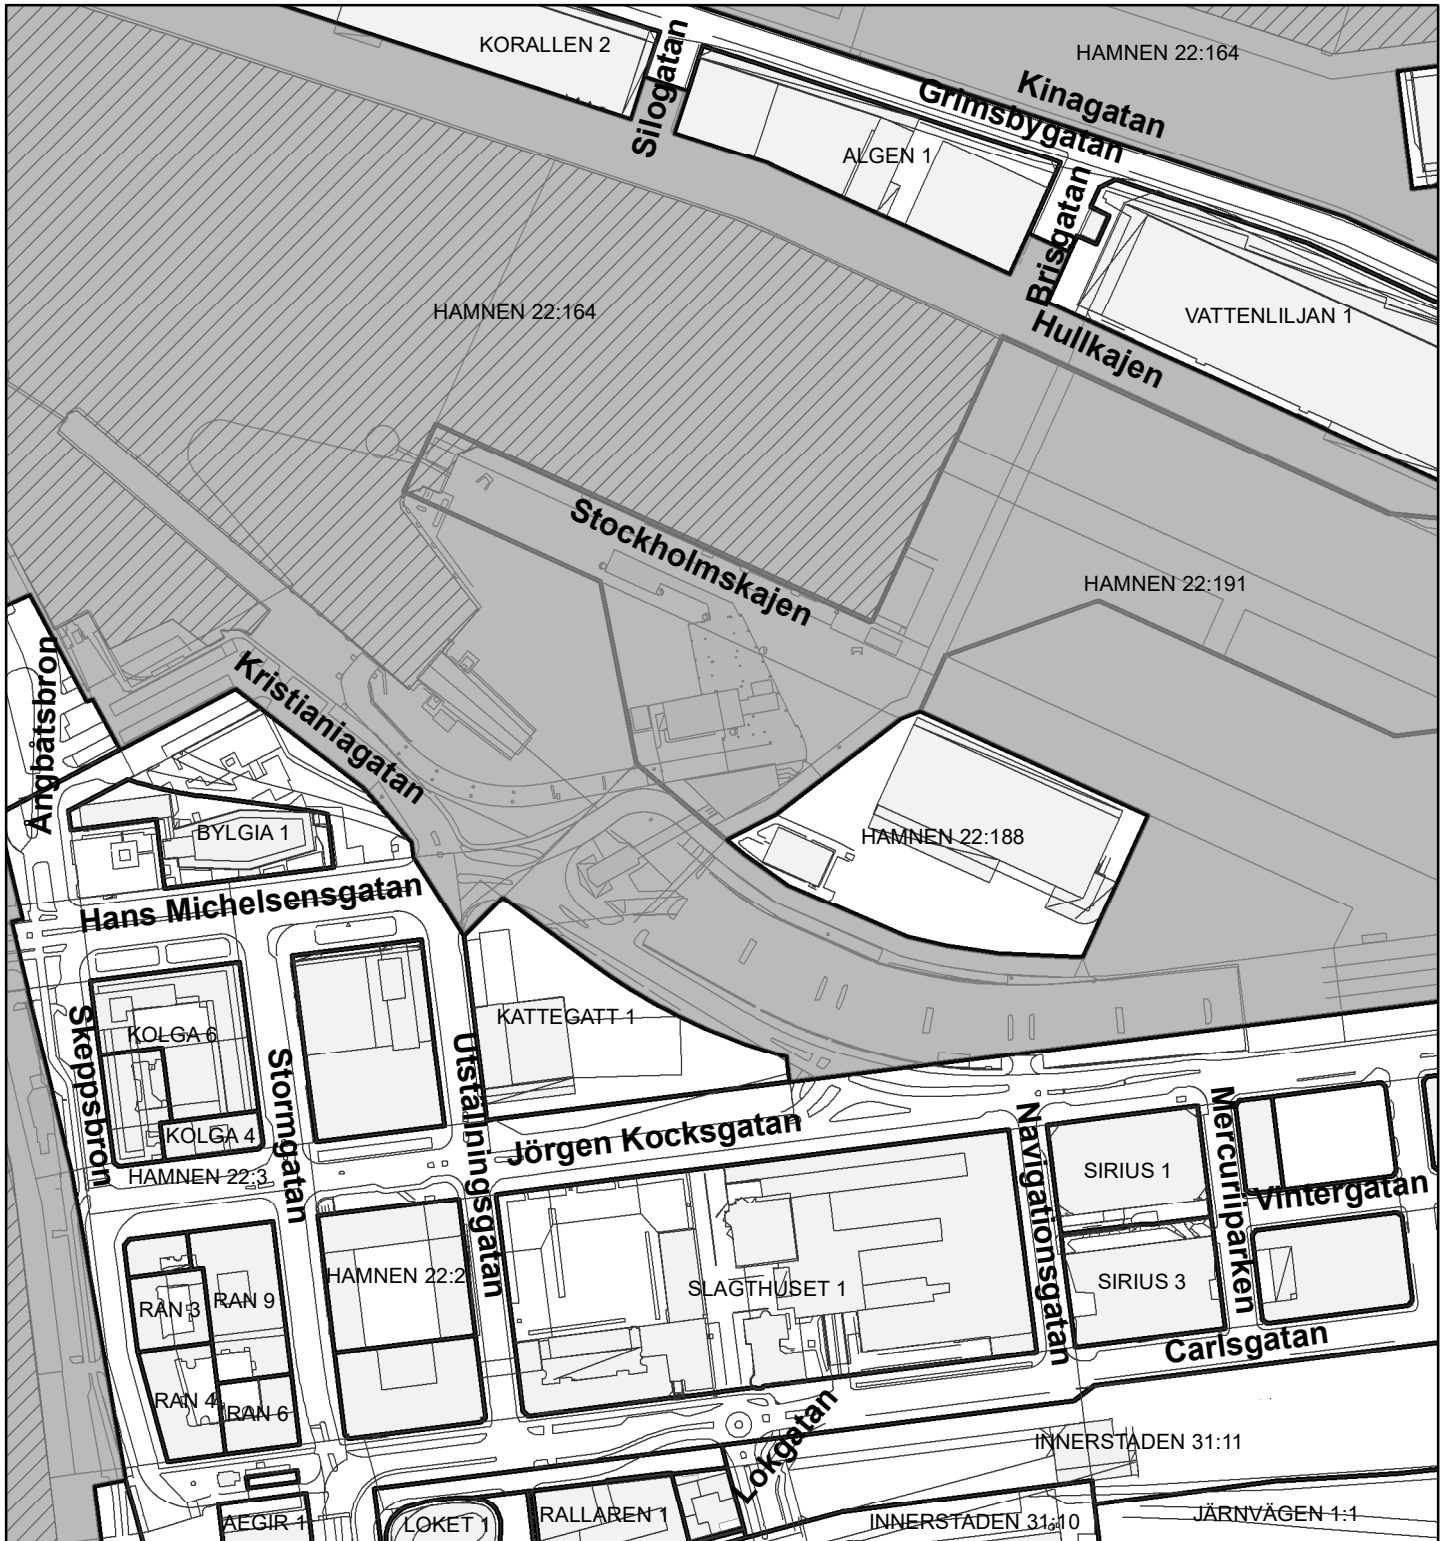 KORALLEN 2
Silogatan
HAMNEN 22:164
Kinagatan
Grimsbygatan
ALGEN 1
Brisgatan
HAMNEN 22:164
VATTENLILJAN 1
Hullkajen
Stockholmskajen
HAMNEN 22:191
Ångbåtsbron
Kristianiagatan
BYLGIA 1
HAMNEN 22:188
Hans Michelsensgatan
KATTEGATT 1
Skeppsbron
KOLGA 6
Stormgatan
Utställningsgatan
KOLGA 4
Jörgen Kocksgatan
Navigationsgatan
Mercuriiparken
HAMNEN 22:3
SIRIUS 1
Vintergatan
HAMNEN 22:2
SLAGTHUSET 1
SIRIUS 3
RAN 3
RAN 9
Carlsgatan
RAN 4
RAN 6
Lokgatan
INNERSTADEN 31:11
AEGIR 1
LOKET 1
RALLAREN 1
INNERSTADEN 31:10
JÄRNVÄGEN 1:1